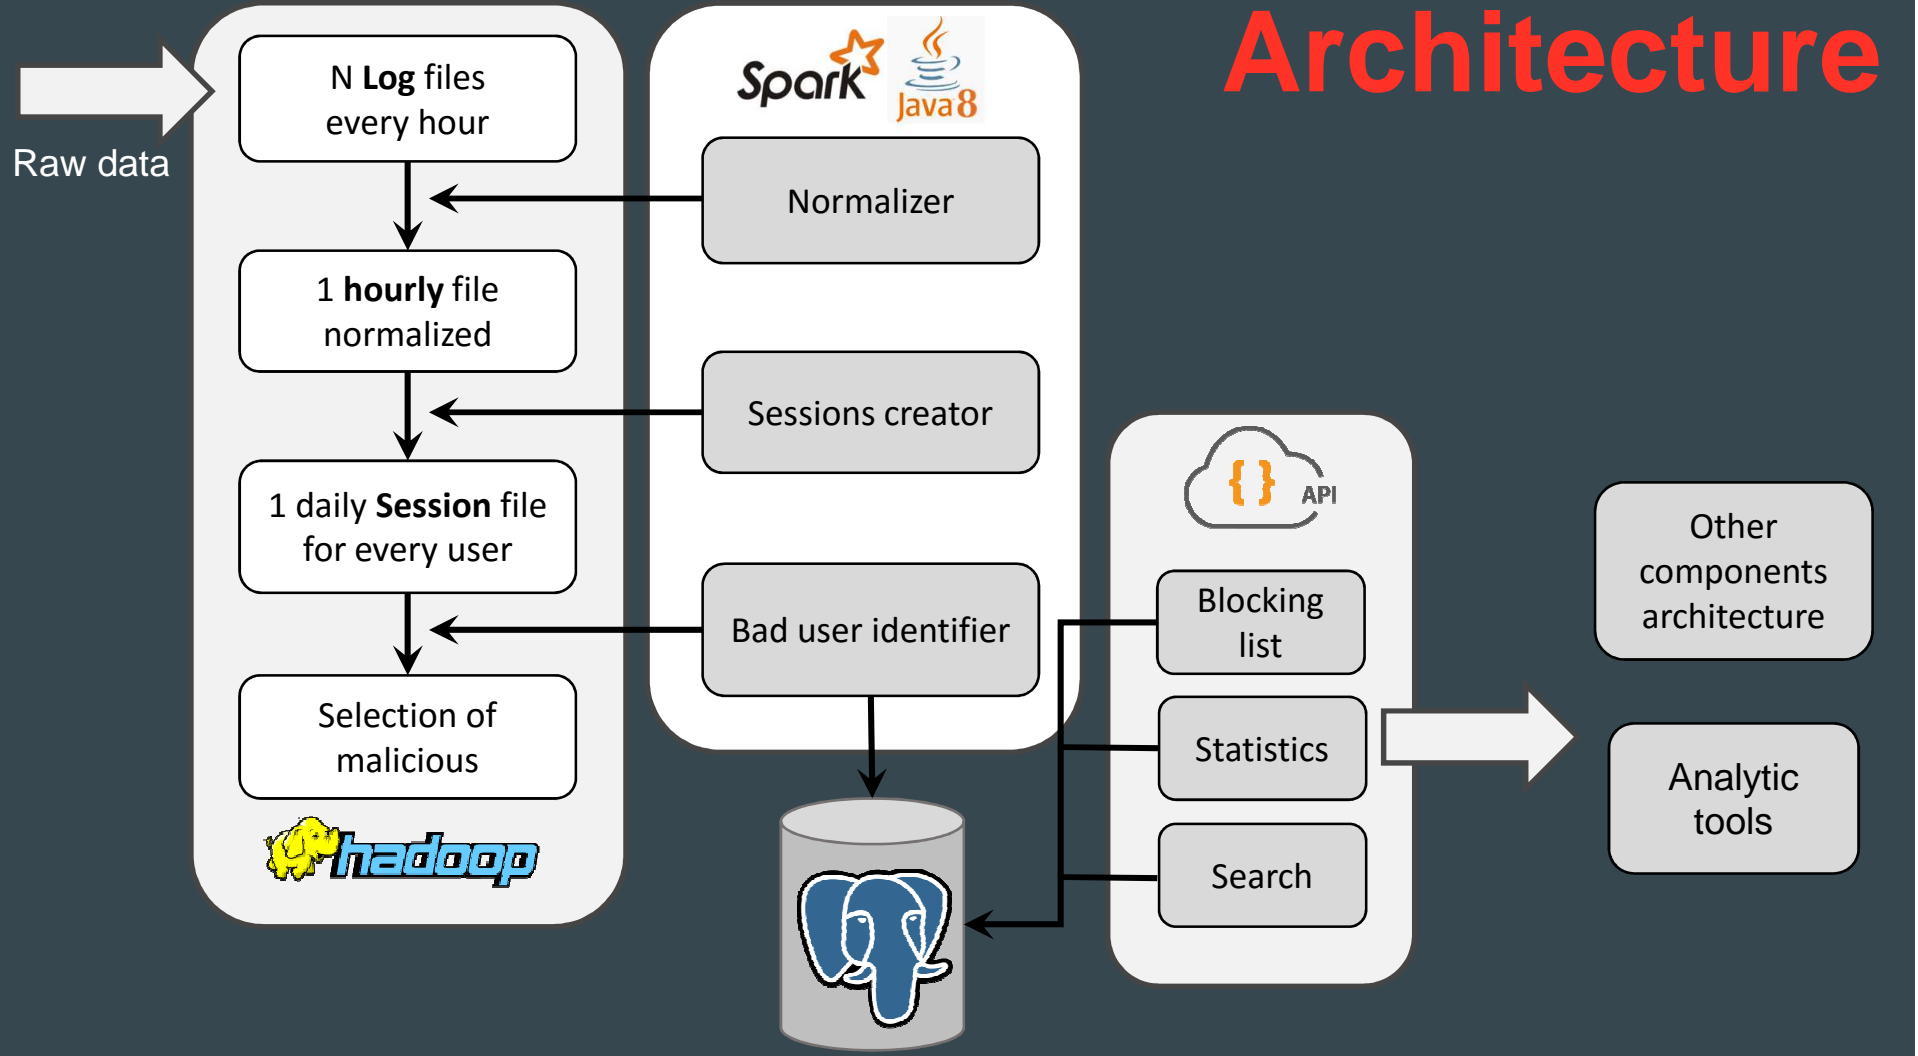 Architecture
Raw data
N Log files
every hour
1 hourly file
normalized
1 daily Session file
for every user
Selection of
malicious
hadoop
Spark
Java 8
Normalizer
Sessions creator
Bad user identifier
{ } API
Blocking
list
Statistics
Search
Other
components
architecture
Analytic
tools